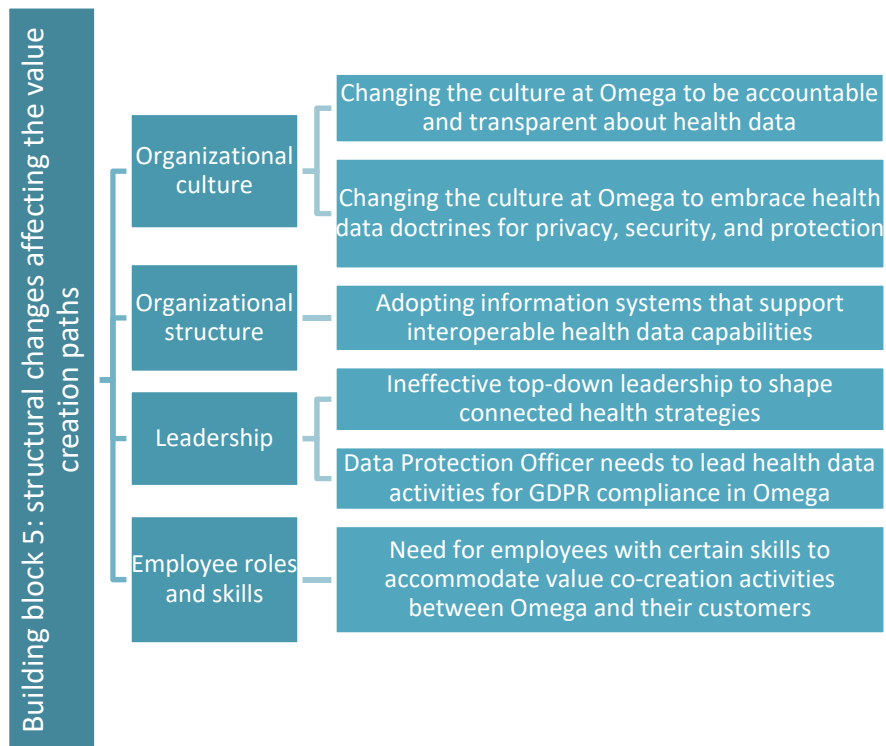 Building block 5: structural changes affecting the value
creation paths
Organizational
culture
Changing the culture at Omega to be accountable
and transparent about health data
Changing the culture at Omega to embrace health
data doctrines for privacy, security, and protection
Organizational
structure
Adopting information systems that support
interoperable health data capabilities
Leadership
Ineffective top-down leadership to shape
connected health strategies
Data Protection Officer needs to lead health data
activities for GDPR compliance in Omega
Employee roles
and skills
Need for employees with certain skills to
accommodate value co-creation activities
between Omega and their customers